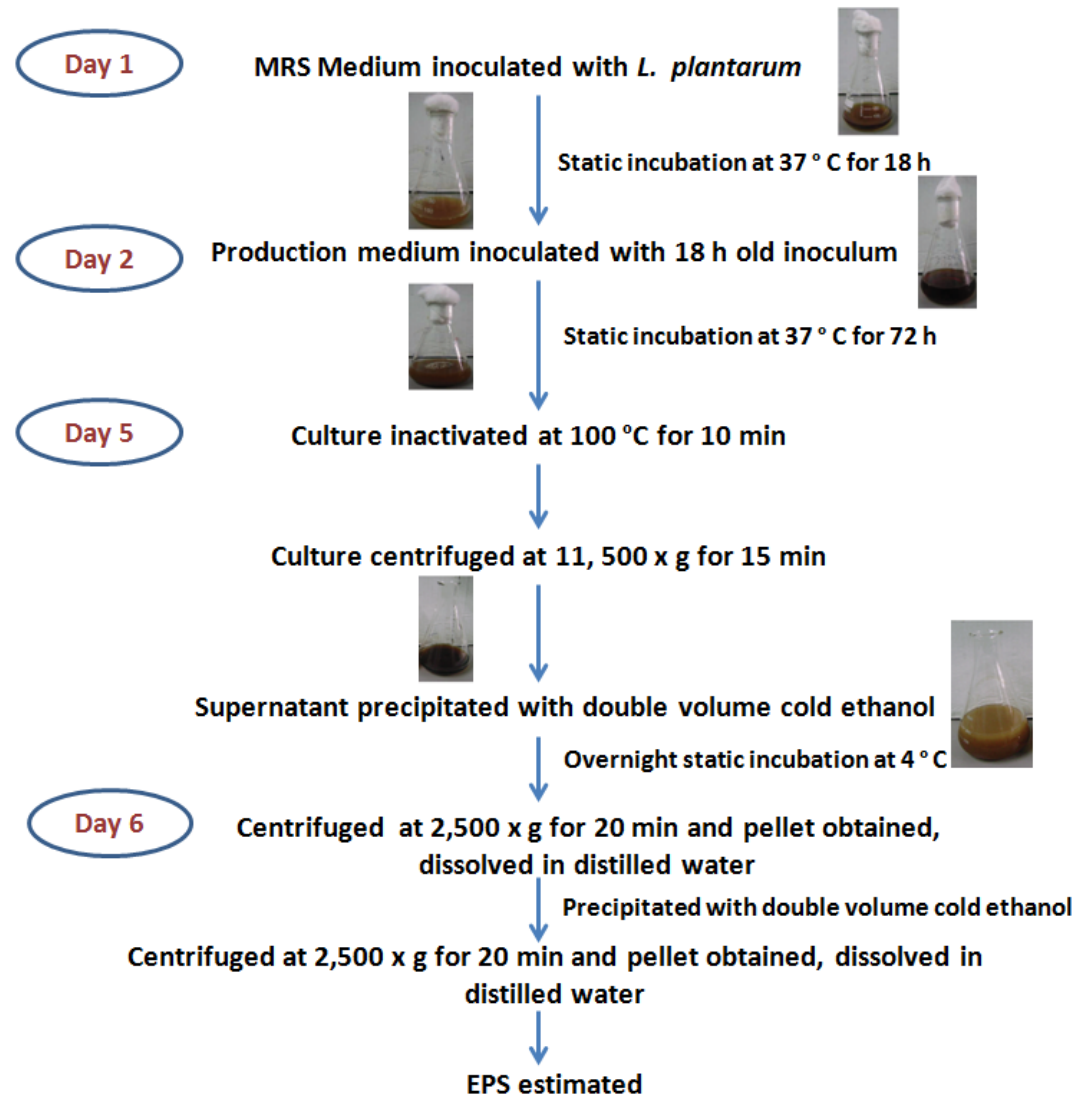 Day 1
MRS Medium inoculated with L. plantarum
Static incubation at 37 ° C for 18 h
Day 2
Production medium inoculated with 18 h old inoculum
Static incubation at 37 ° C for 72 h
Day 5
Culture inactivated at 100 °C for 10 min
Culture centrifuged at 11, 500 x g for 15 min
Supernatant precipitated with double volume cold ethanol
Overnight static incubation at 4 ° C
Day 6
Centrifuged at 2,500 x g for 20 min and pellet obtained,
dissolved in distilled water
Precipitated with double volume cold ethanol
Centrifuged at 2,500 x g for 20 min and pellet obtained, dissolved in
distilled water
EPS estimated